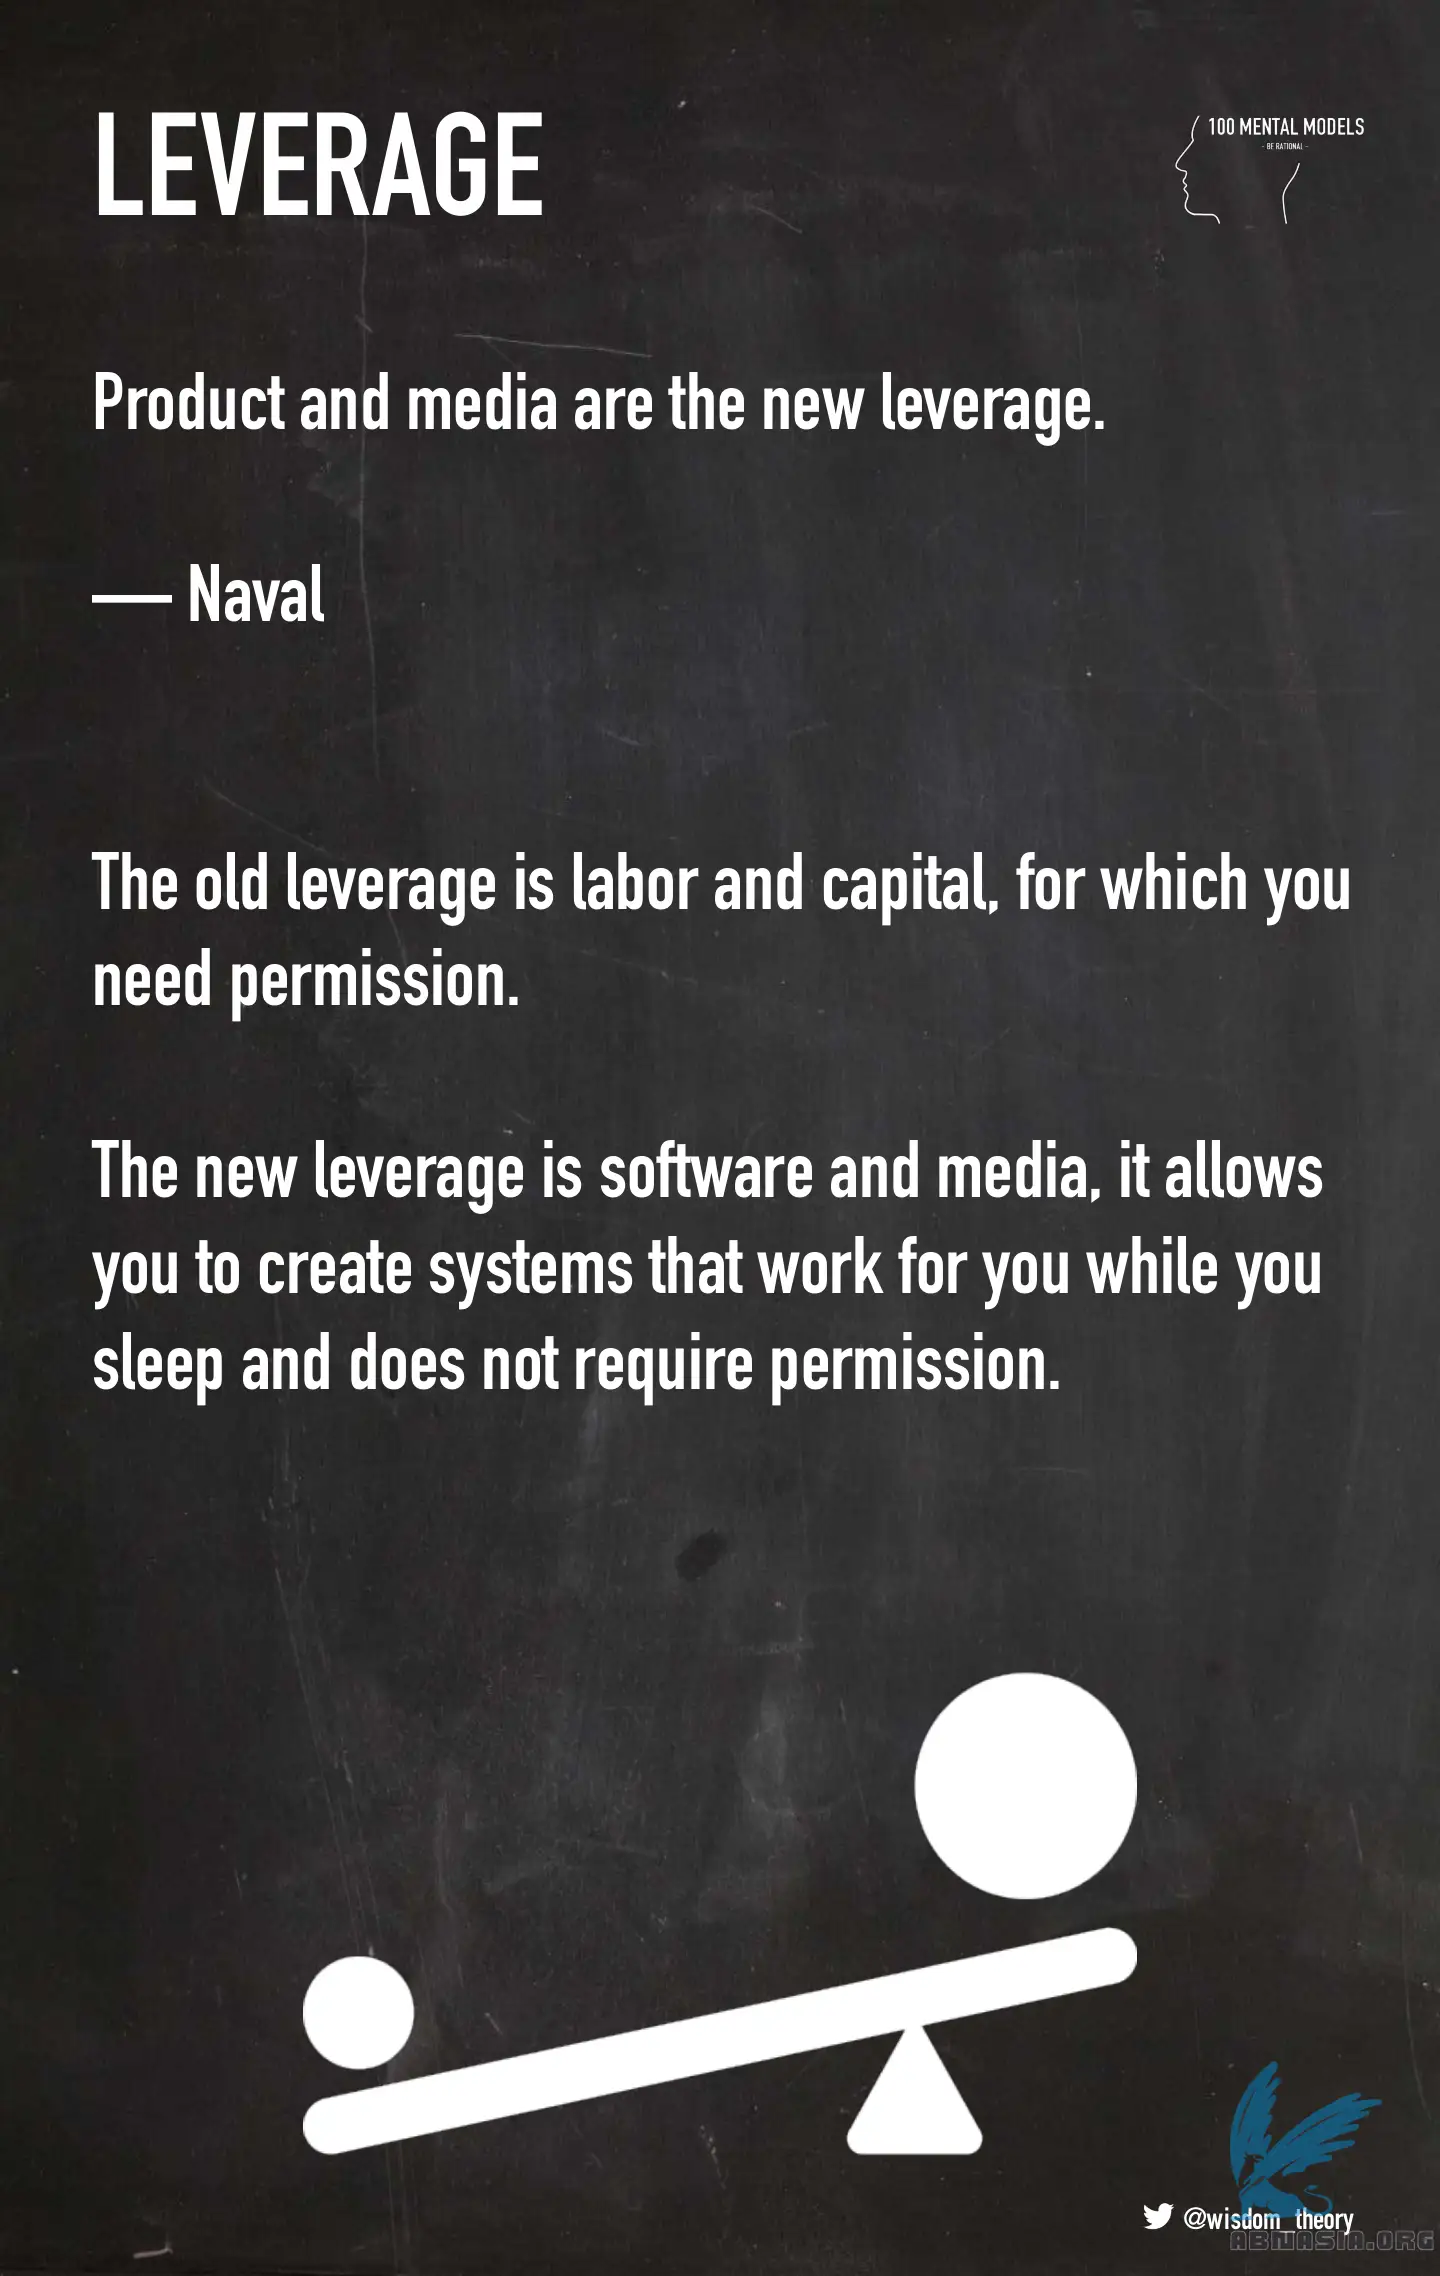 LEVERAGE
100 MENTAL MODELS
- BE RATIONAL -
Product and media are the new leverage.
— Naval
The old leverage is labor and capital, for which you
need permission.
The new leverage is software and media, it allows
you to create systems that work for you while you
sleep and does not require permission.
@wisdom_theory
ABNASIA.ORG